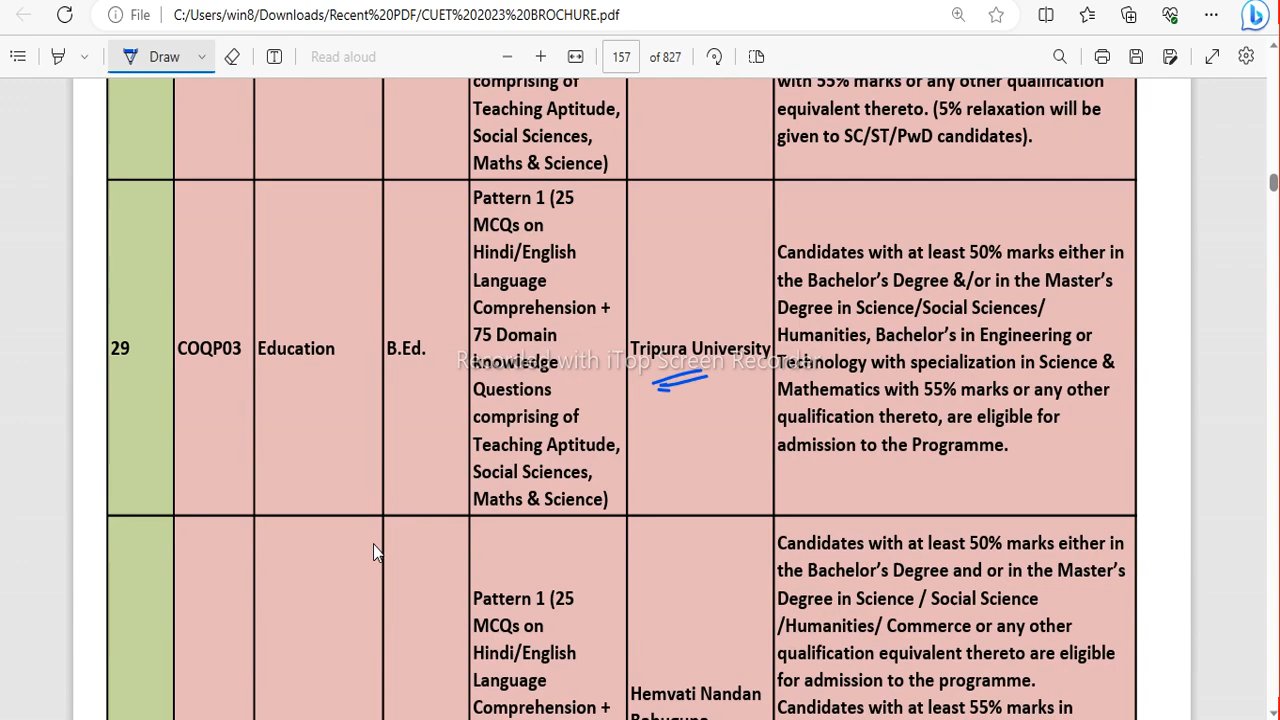 File
C:/Users/win8/Downloads/Recent%20PDF/CUET%202023%20BROCHURE.pdf
Draw
Read aloud
157 of 827
comprising of
Teaching Aptitude,
Social Sciences,
Maths & Science)
with 55% marks or any other qualification
equivalent thereto. (5% relaxation will be
given to SC/ST/PwD candidates).
29
COQP03
Education
B.Ed.
Pattern 1 (25
MCQs on
Hindi/English
Language
Comprehension +
75 Domain
knowledge
Questions
comprising of
Teaching Aptitude,
Social Sciences,
Maths & Science)
Tripura University
Candidates with at least 50% marks either in
the Bachelor’s Degree &/or in the Master’s
Degree in Science/Social Sciences/
Humanities, Bachelor’s in Engineering or
Technology with specialization in Science &
Mathematics with 55% marks or any other
qualification thereto, are eligible for
admission to the Programme.
Recorded with iTop Screen Recorder
Pattern 1 (25
MCQs on
Hindi/English
Language
Comprehension +
Hemvati Nandan
Bahuguna
Candidates with at least 50% marks either in
the Bachelor’s Degree and or in the Master’s
Degree in Science / Social Science
/Humanities/ Commerce or any other
qualification equivalent thereto are eligible
for admission to the programme.
Candidates with at least 55% marks in